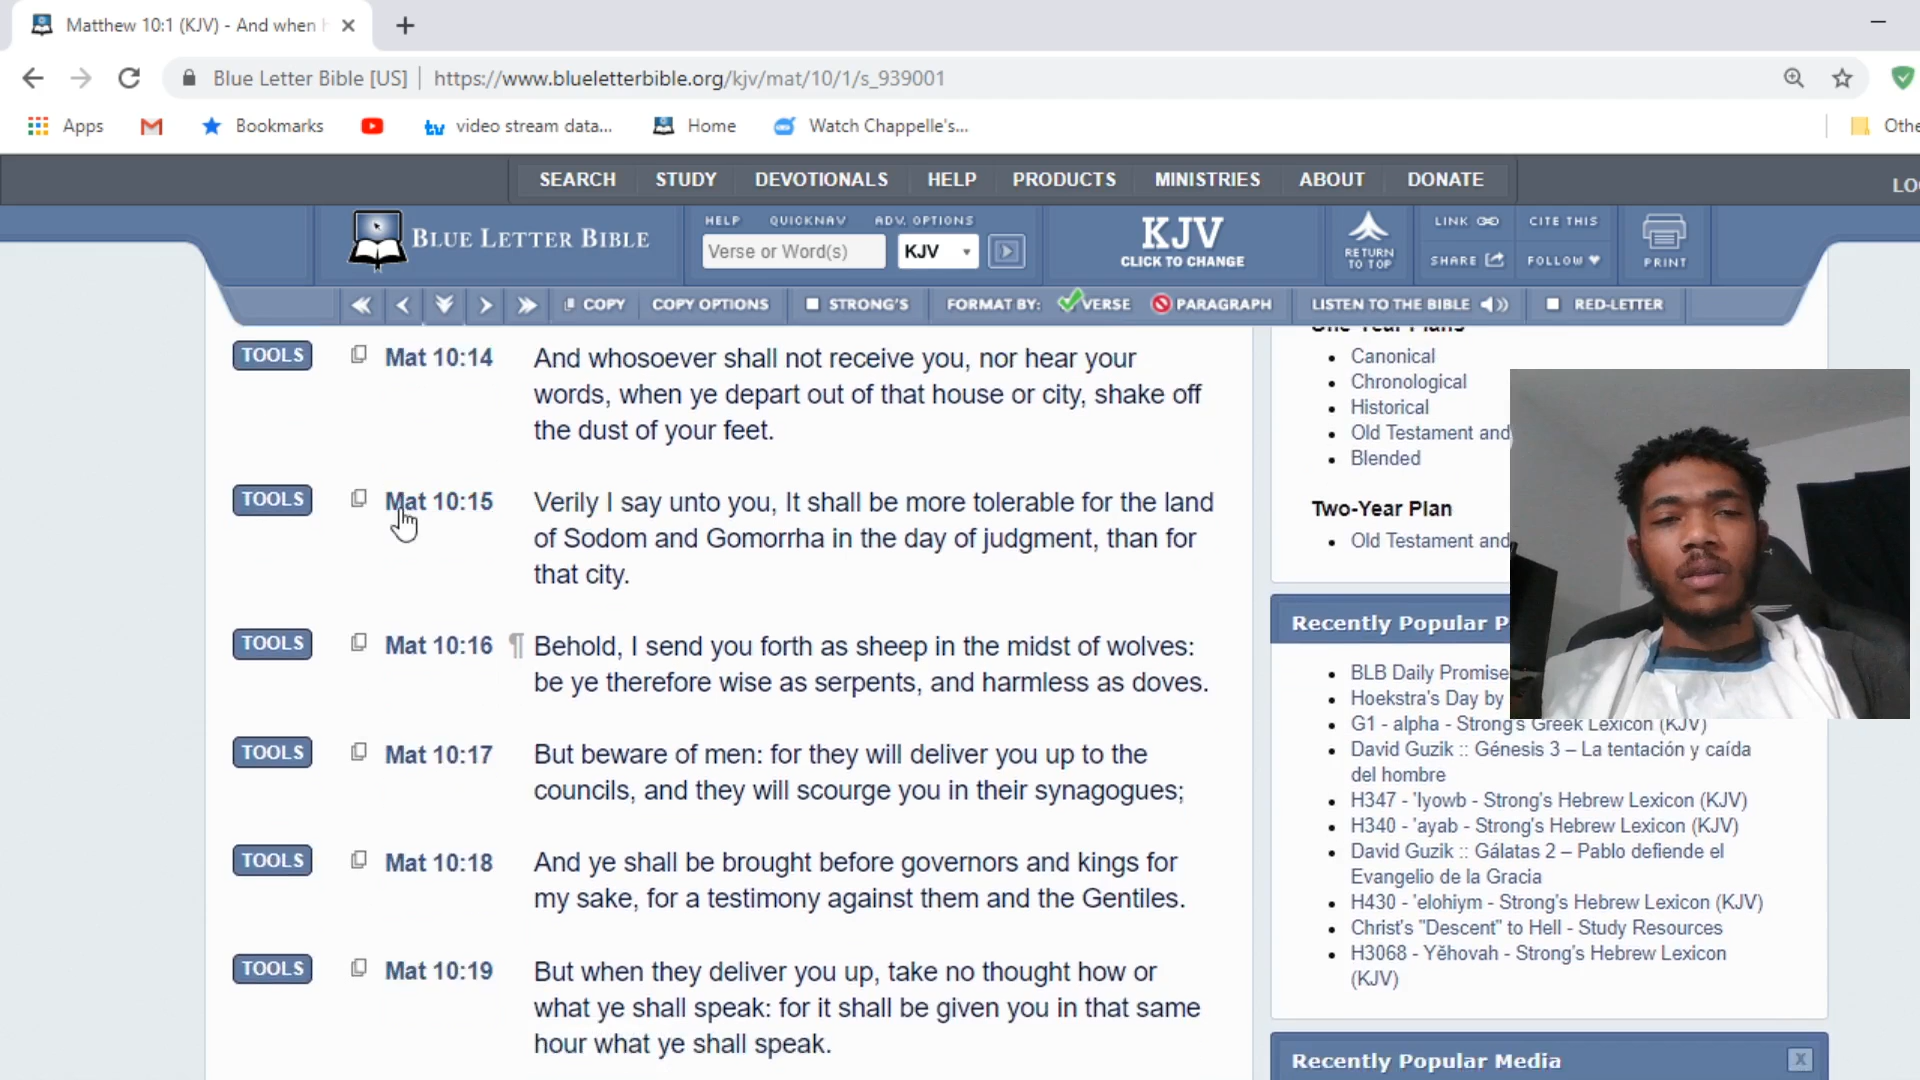 Matthew 10:1 (KJV) - And when h
Blue Letter Bible [US] | https://www.blueletterbible.org/kjv/mat/10/1/s_939001
Apps Bookmarks video stream data... Home Watch Chappelle's... Othe
SEARCH STUDY DEVOTIONALS HELP PRODUCTS MINISTRIES ABOUT DONATE LO
BLUE LETTER BIBLE
HELP QUICKNAV ADV. OPTIONS
Verse or Word(s) KJV
KJV
CLICK TO CHANGE
RETURN
TO TOP
LINK CITE THIS
SHARE FOLLOW
PRINT
COPY COPY OPTIONS STRONG'S FORMAT BY: VERSE PARAGRAPH LISTEN TO THE BIBLE RED-LETTER
TOOLS Mat 10:14 And whosoever shall not receive you, nor hear your
words, when ye depart out of that house or city, shake off
the dust of your feet.
TOOLS Mat 10:15 Verily I say unto you, It shall be more tolerable for the land
of Sodom and Gomorrha in the day of judgment, than for
that city.
TOOLS Mat 10:16 ¶ Behold, I send you forth as sheep in the midst of wolves:
be ye therefore wise as serpents, and harmless as doves.
TOOLS Mat 10:17 But beware of men: for they will deliver you up to the
councils, and they will scourge you in their synagogues;
TOOLS Mat 10:18 And ye shall be brought before governors and kings for
my sake, for a testimony against them and the Gentiles.
TOOLS Mat 10:19 But when they deliver you up, take no thought how or
what ye shall speak: for it shall be given you in that same
hour what ye shall speak.
One-Year Plans
Canonical
Chronological
Historical
Old Testament and
Blended
Two-Year Plan
Old Testament and
Recently Popular P
BLB Daily Promise
Hoekstra's Day by
G1 - alpha - Strong's Greek Lexicon (KJV)
David Guzik :: Génesis 3 – La tentación y caída
del hombre
H347 - 'Iyowb - Strong's Hebrew Lexicon (KJV)
H340 - 'ayab - Strong's Hebrew Lexicon (KJV)
David Guzik :: Gálatas 2 – Pablo defiende el
Evangelio de la Gracia
H430 - 'elohiym - Strong's Hebrew Lexicon (KJV)
Christ's "Descent" to Hell - Study Resources
H3068 - Yĕhovah - Strong's Hebrew Lexicon
(KJV)
Recently Popular Media X